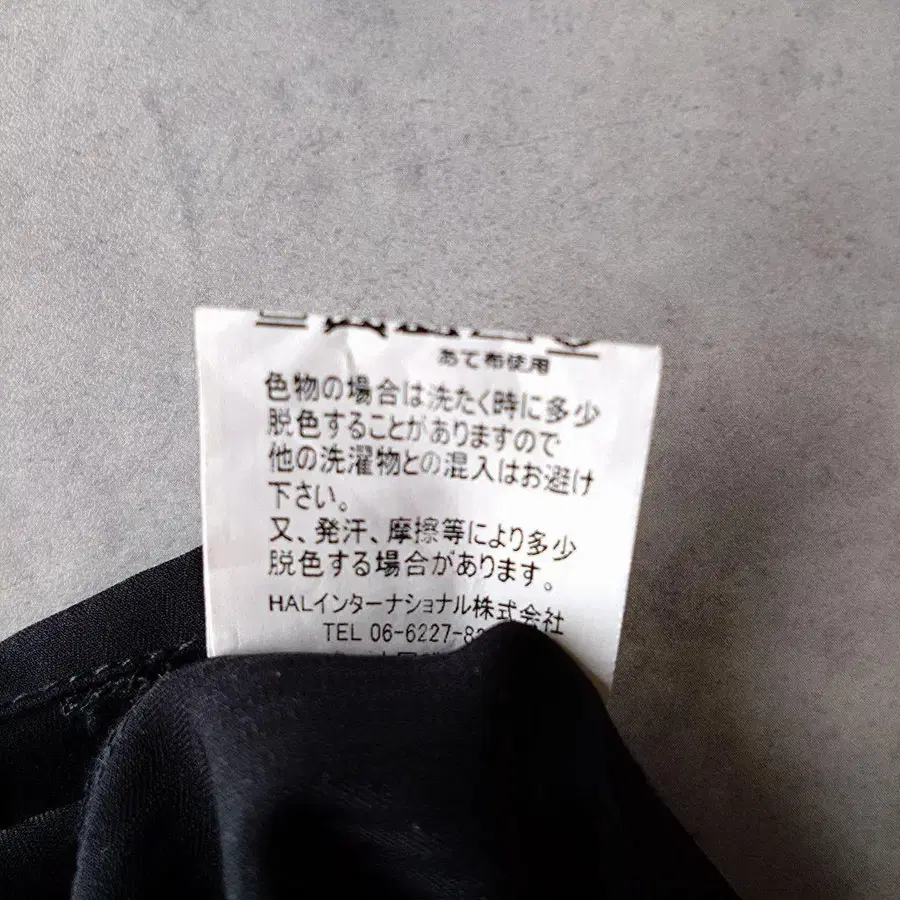 あて布使用
色物の場合は洗たく時に多少
脱色することがありますので
他の洗濯物との混入はお避け
下さい。
又、発汗、摩擦等により多少
脱色する場合があります。
HALインターナショナル株式会社
TEL 06-6227-82